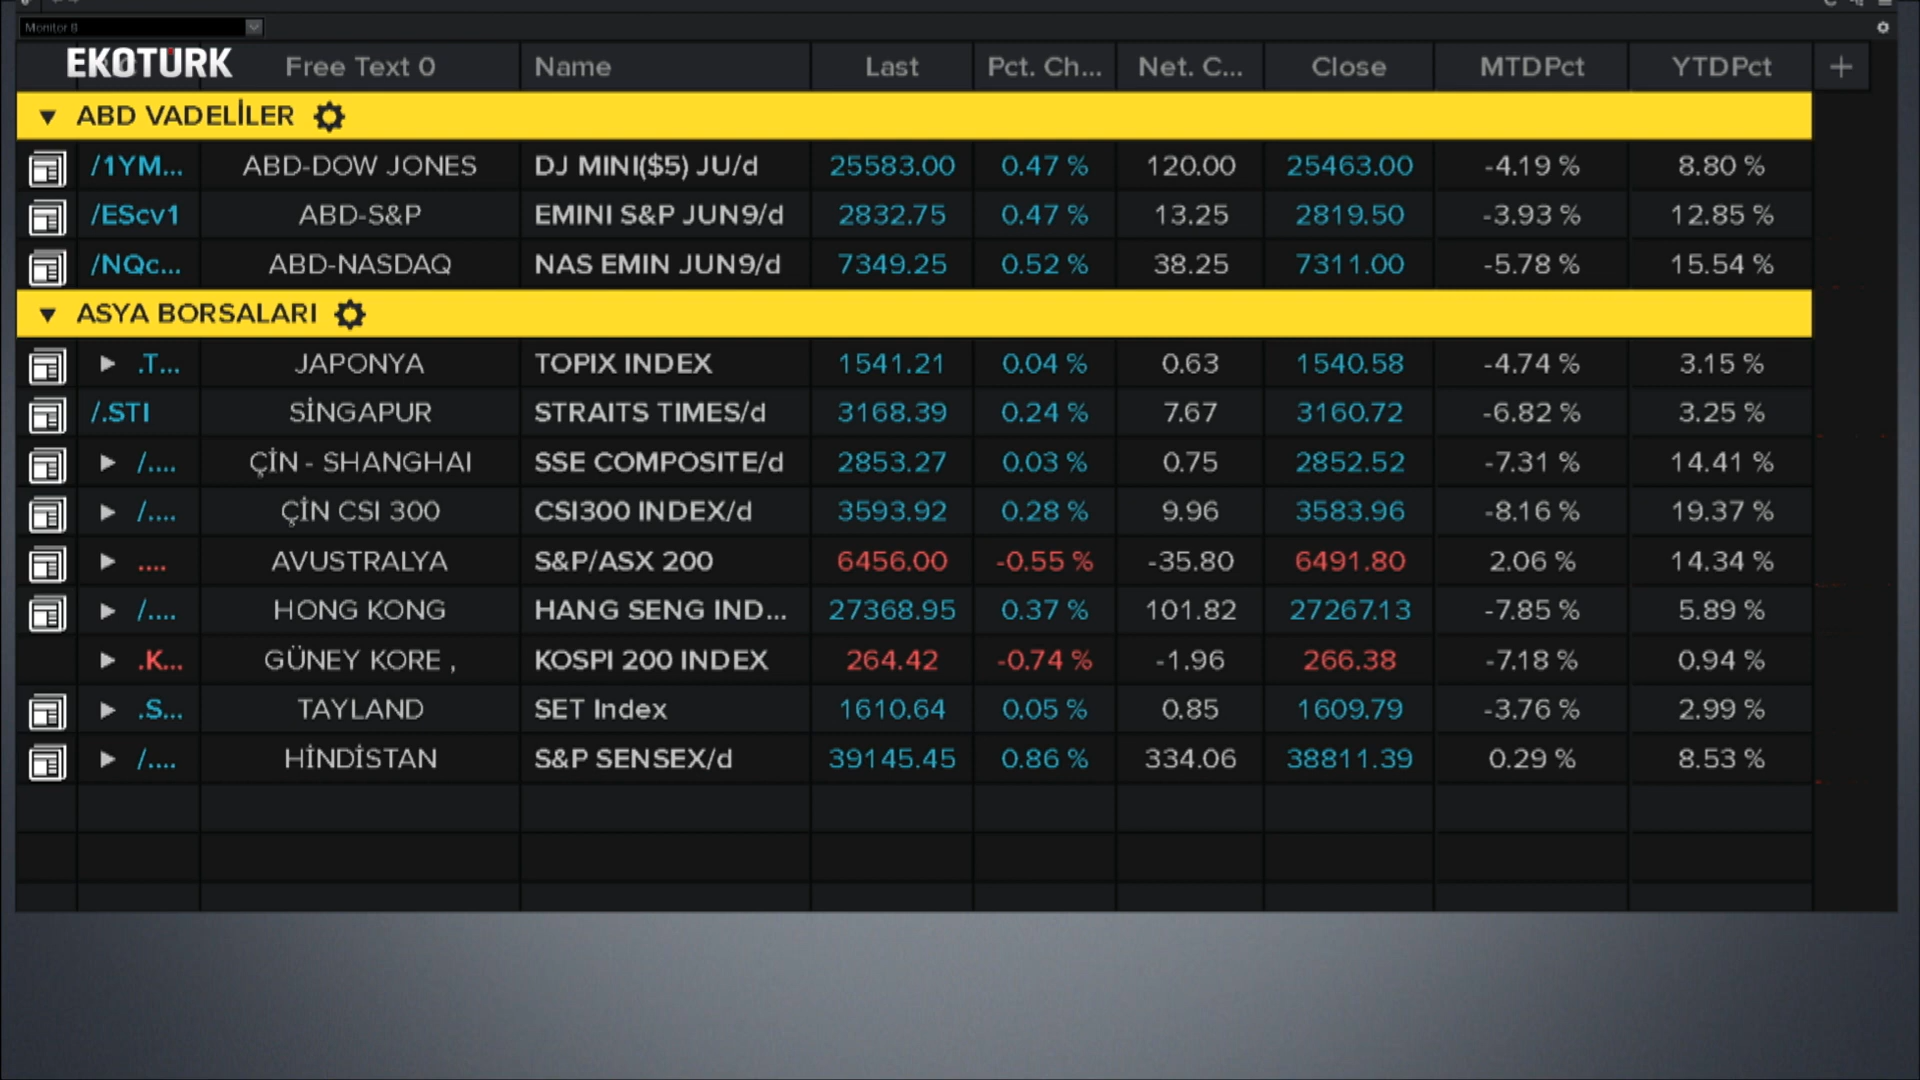 Monitor 8
EKOTÜRK
Free Text 0 Name Last Pct. Ch... Net. C... Close MTDPct YTDPct +
ABD VADELİLER
/1YM... ABD-DOW JONES DJ MINI($5) JU/d 25583.00 0.47 % 120.00 25463.00 -4.19 % 8.80 %
/EScv1 ABD-S&P EMINI S&P JUN9/d 2832.75 0.47 % 13.25 2819.50 -3.93 % 12.85 %
/NQc... ABD-NASDAQ NAS EMIN JUN9/d 7349.25 0.52 % 38.25 7311.00 -5.78 % 15.54 %
ASYA BORSALARI
.T... JAPONYA TOPIX INDEX 1541.21 0.04 % 0.63 1540.58 -4.74 % 3.15 %
/.STI SİNGAPUR STRAITS TIMES/d 3168.39 0.24 % 7.67 3160.72 -6.82 % 3.25 %
/.... ÇİN - SHANGHAI SSE COMPOSITE/d 2853.27 0.03 % 0.75 2852.52 -7.31 % 14.41 %
/.... ÇİN CSI 300 CSI300 INDEX/d 3593.92 0.28 % 9.96 3583.96 -8.16 % 19.37 %
.... AVUSTRALYA S&P/ASX 200 6456.00 -0.55 % -35.80 6491.80 2.06 % 14.34 %
/.... HONG KONG HANG SENG IND... 27368.95 0.37 % 101.82 27267.13 -7.85 % 5.89 %
.K... GÜNEY KORE , KOSPI 200 INDEX 264.42 -0.74 % -1.96 266.38 -7.18 % 0.94 %
.S... TAYLAND SET Index 1610.64 0.05 % 0.85 1609.79 -3.76 % 2.99 %
/.... HİNDİSTAN S&P SENSEX/d 39145.45 0.86 % 334.06 38811.39 0.29 % 8.53 %